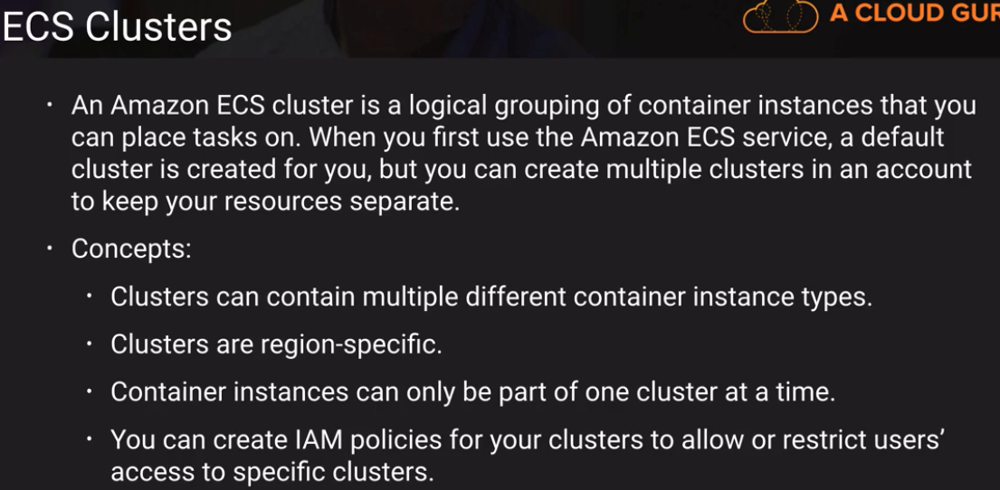 ECS Clusters
A CLOUD GUR
• An Amazon ECS cluster is a logical grouping of container instances that you
can place tasks on. When you first use the Amazon ECS service, a default
cluster is created for you, but you can create multiple clusters in an account
to keep your resources separate.
• Concepts:
• Clusters can contain multiple different container instance types.
• Clusters are region-specific.
• Container instances can only be part of one cluster at a time.
• You can create IAM policies for your clusters to allow or restrict users’
access to specific clusters.